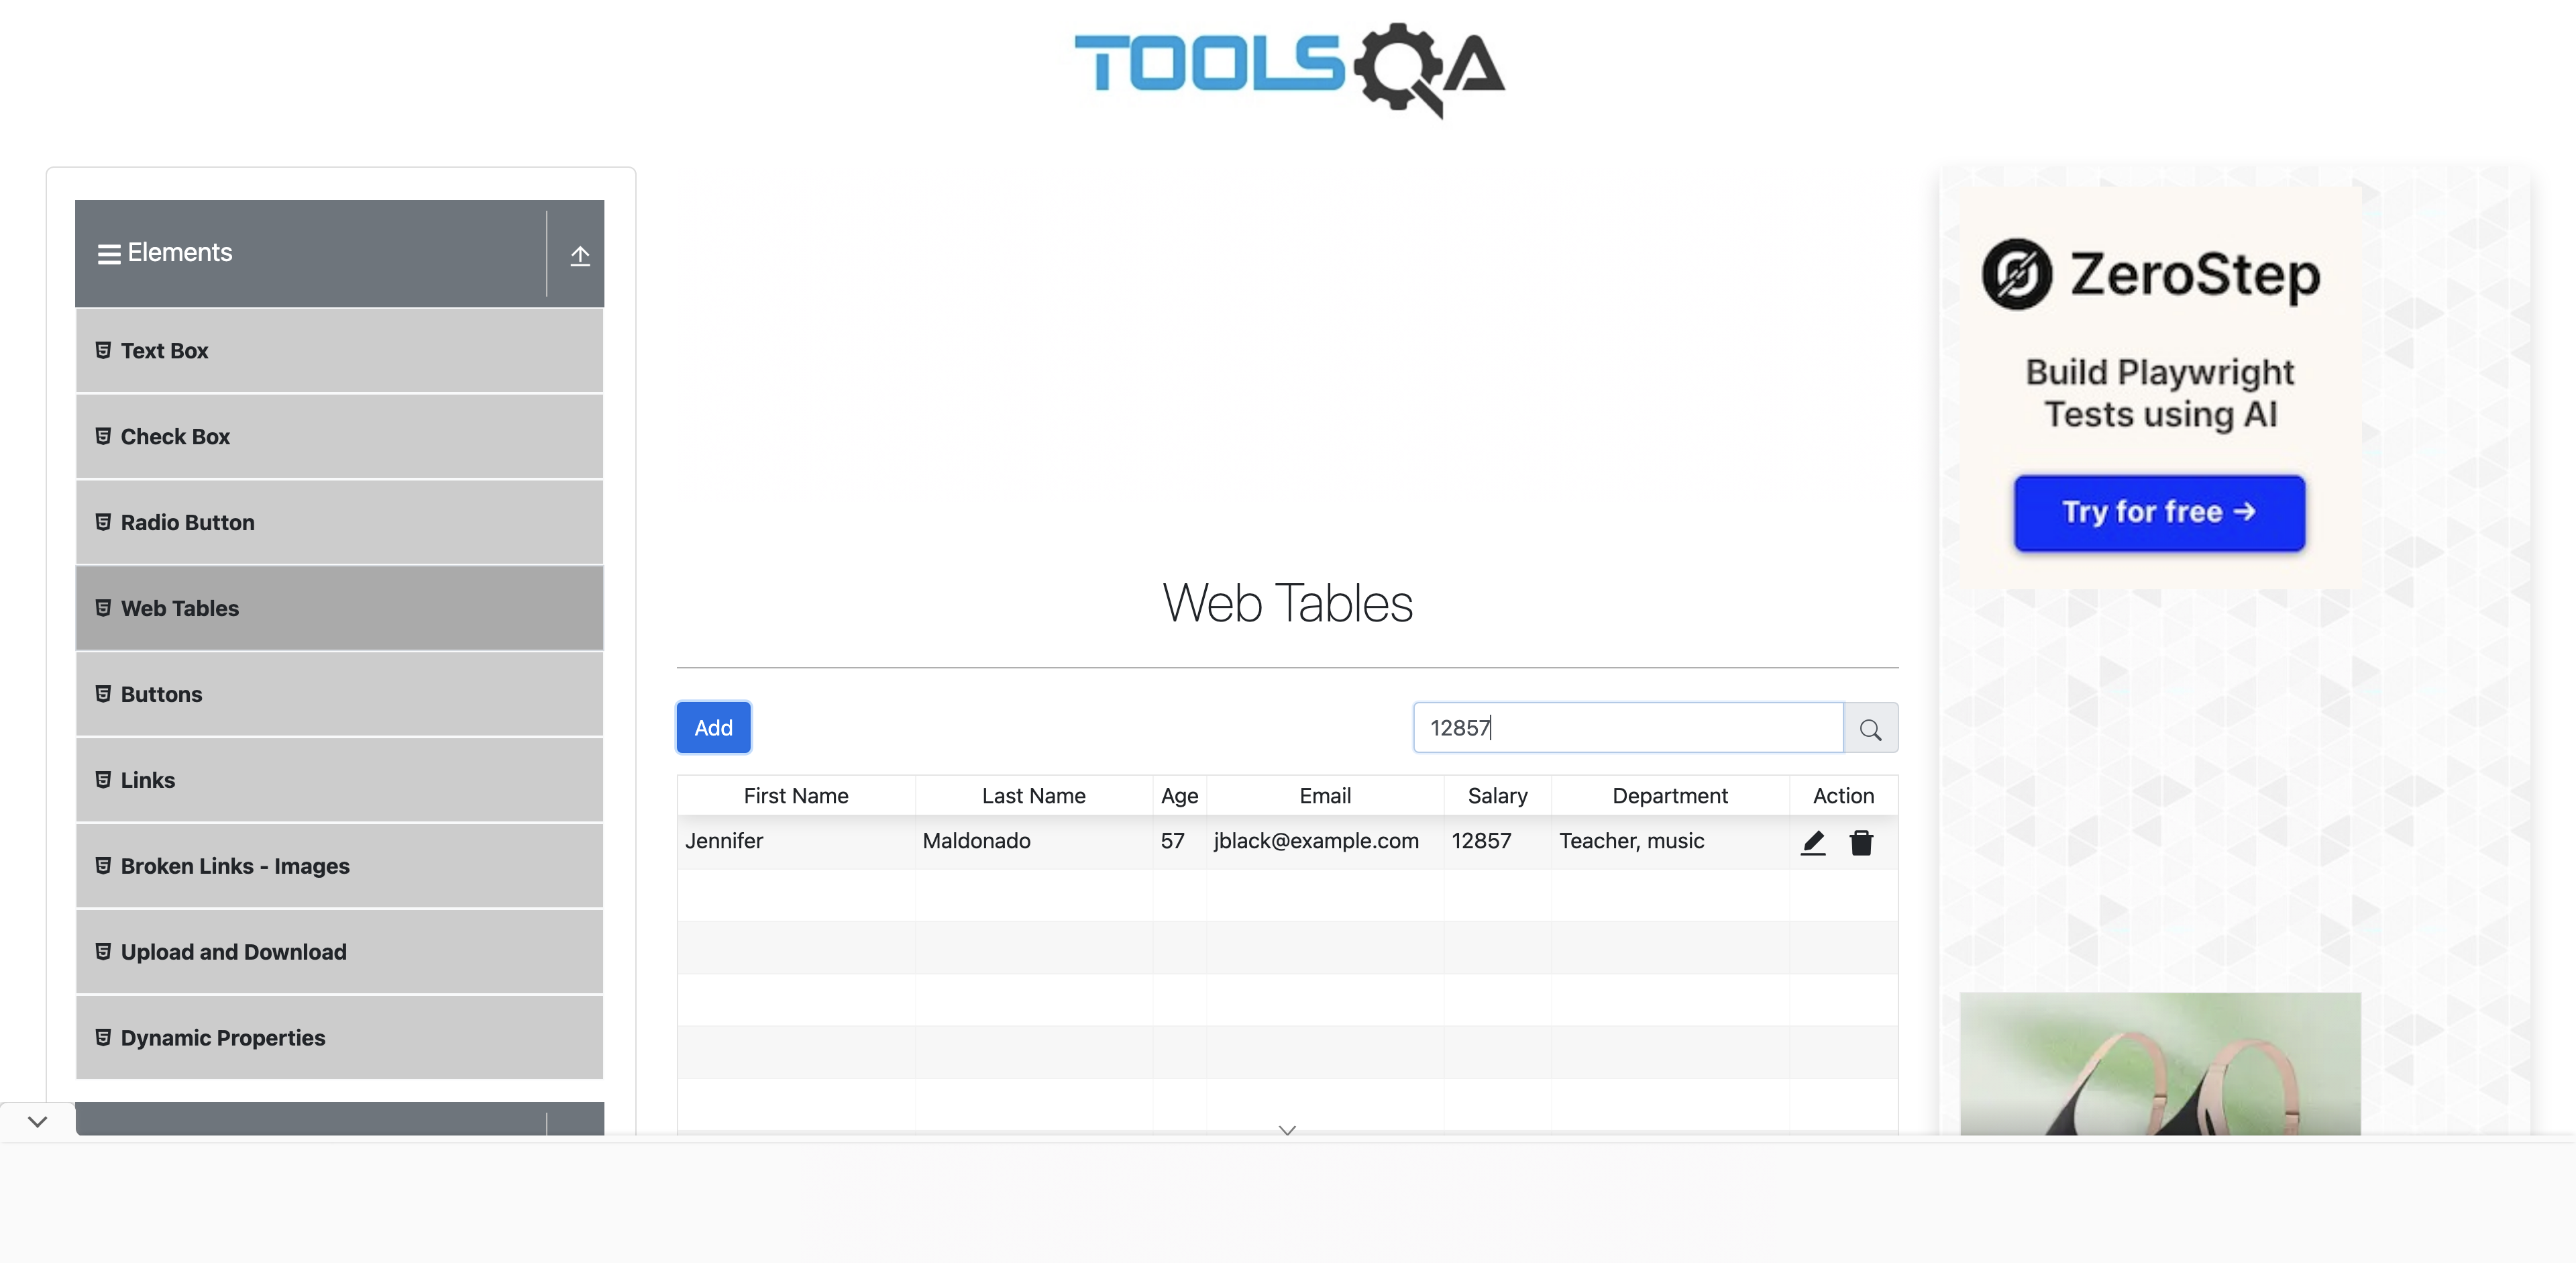 TOOLSQA
Elements
Text Box
Check Box
Radio Button
Web Tables
Buttons
Links
Broken Links - Images
Upload and Download
Dynamic Properties
Web Tables
Add
12857
First Name Last Name Age Email Salary Department Action
Jennifer Maldonado 57 jblack@example.com 12857 Teacher, music
ZeroStep
Build Playwright
Tests using AI
Try for free →